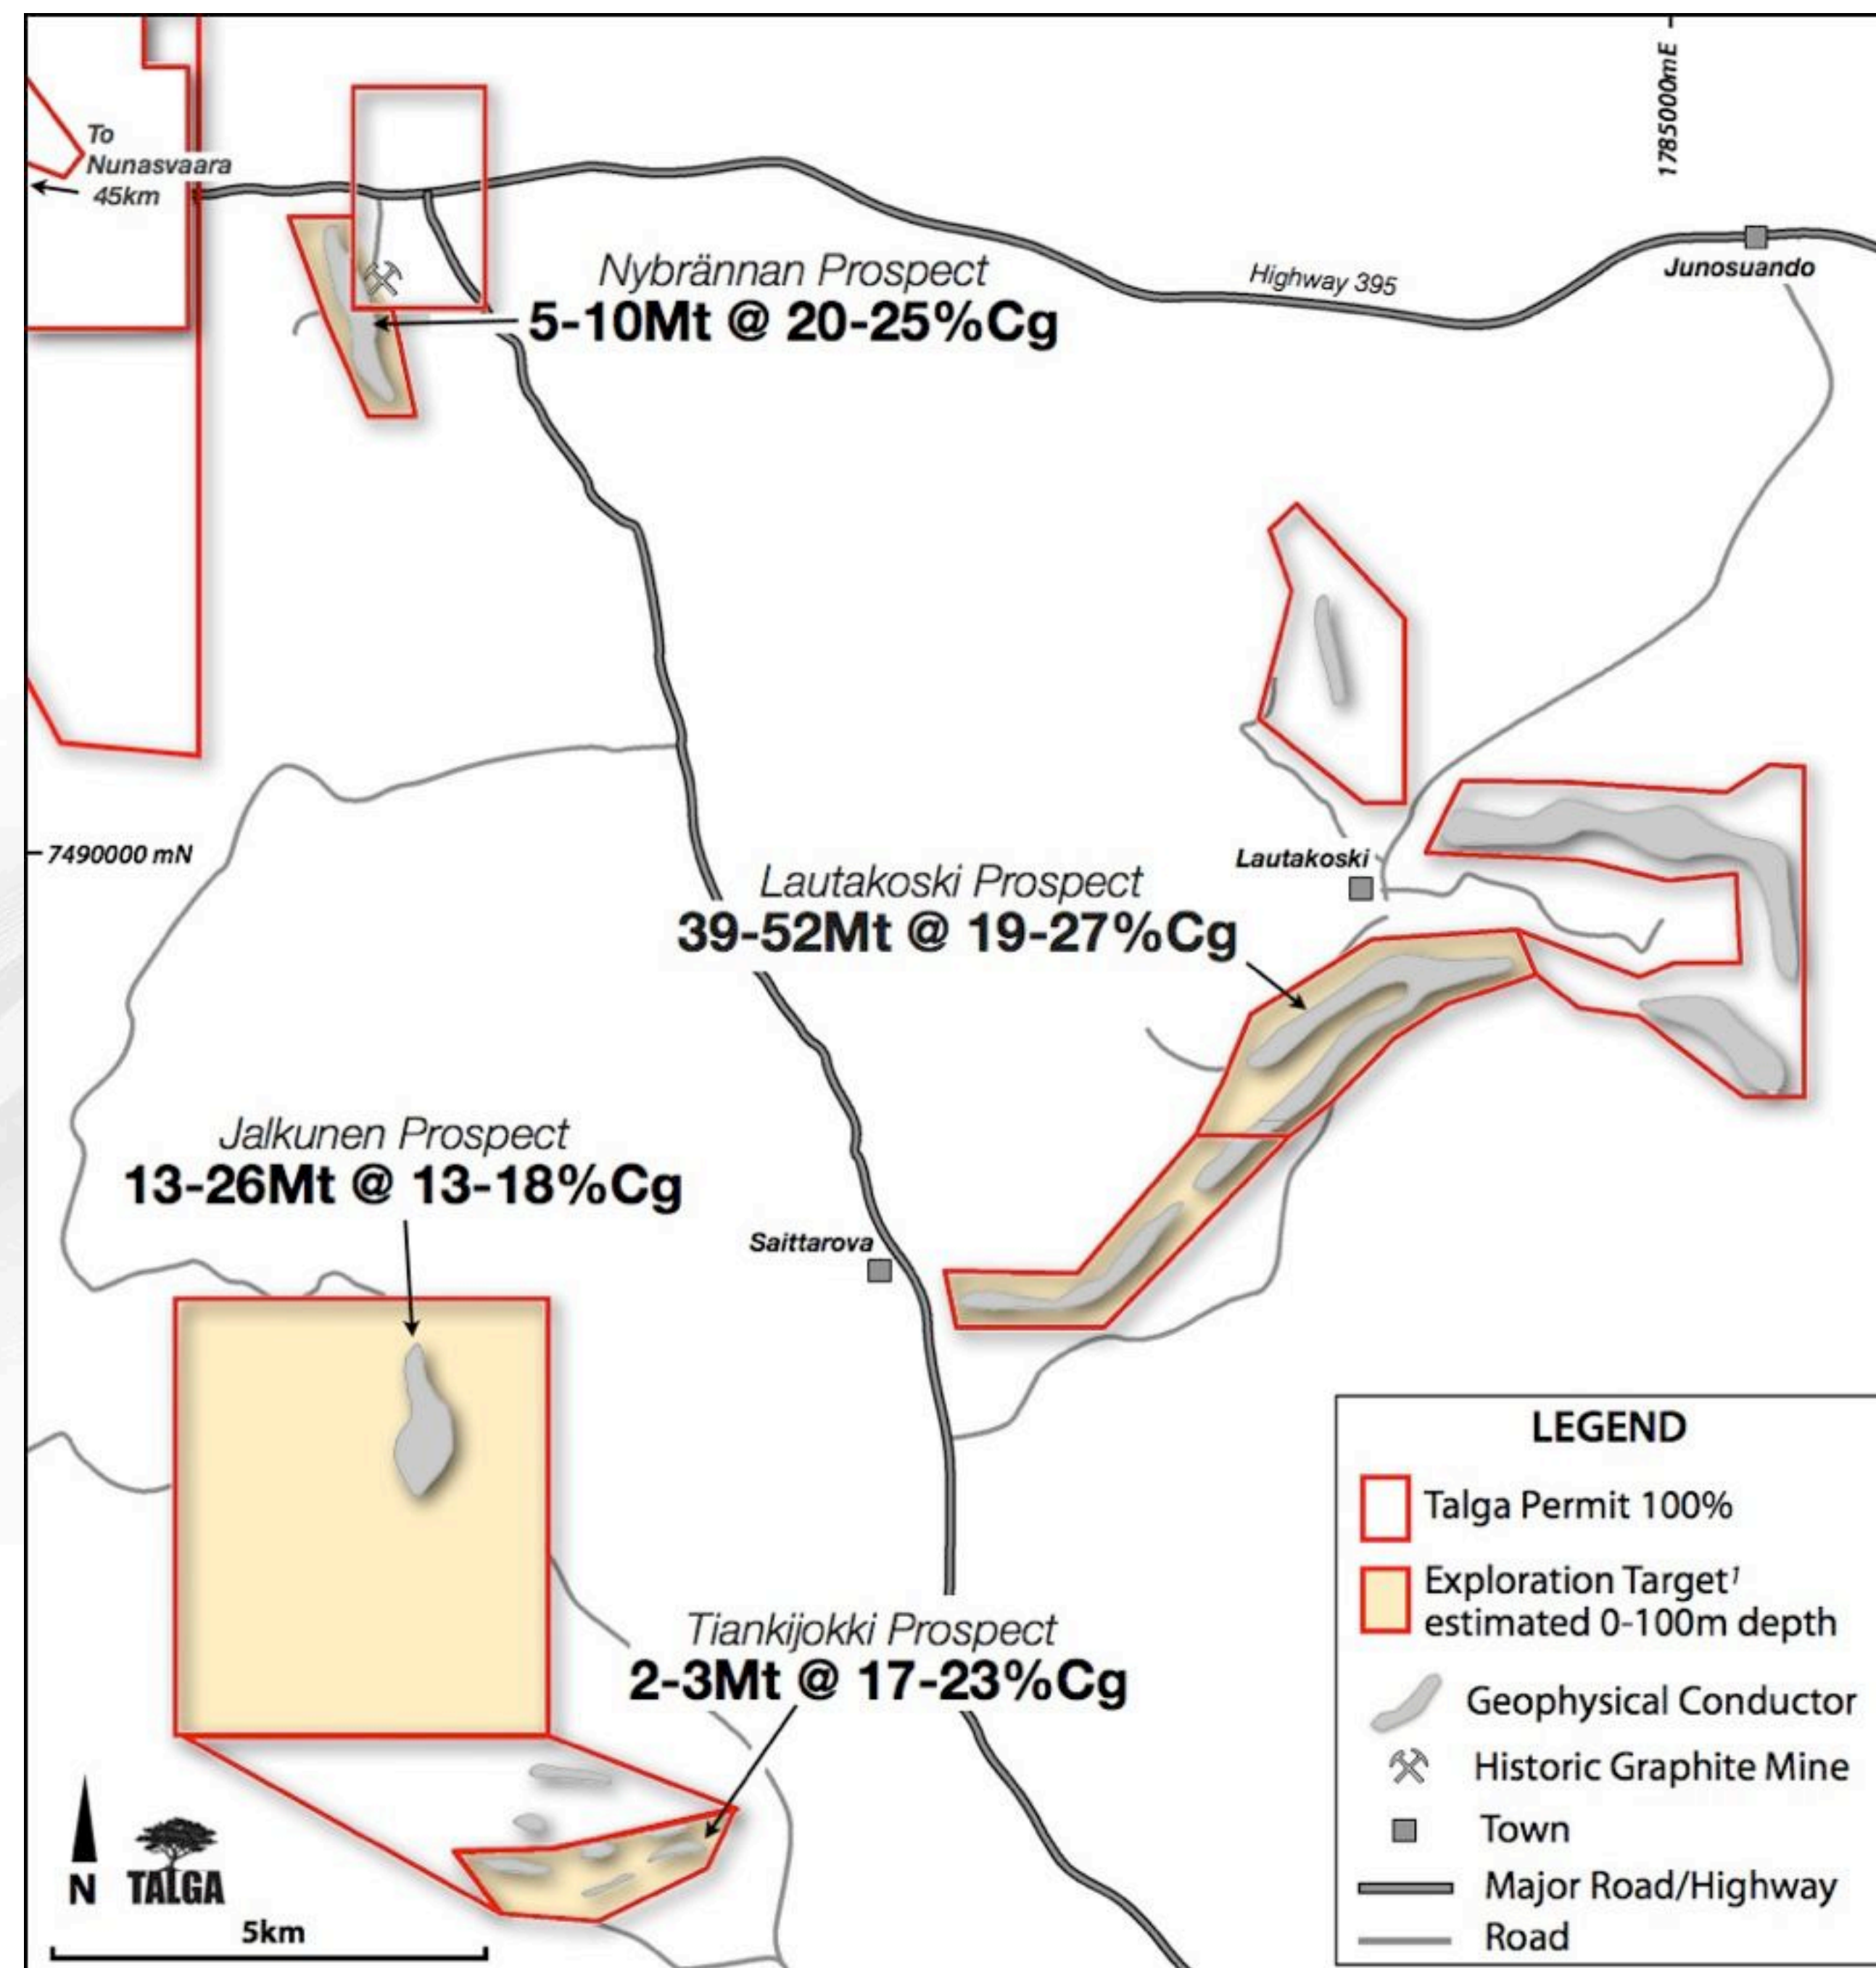 1785000mE
To
Nunasvaara
45km
Nybrännan Prospect
5-10Mt @ 20-25%Cg
Highway 395
Junosuando
7490000 mN
Lautakoski
Lautakoski Prospect
39-52Mt @ 19-27%Cg
Jalkunen Prospect
13-26Mt @ 13-18%Cg
Saittarova
Tiankijokki Prospect
2-3Mt @ 17-23%Cg
N
TALGA
5km
LEGEND
Talga Permit 100%
Exploration Target¹
estimated 0-100m depth
Geophysical Conductor
Historic Graphite Mine
Town
Major Road/Highway
Road